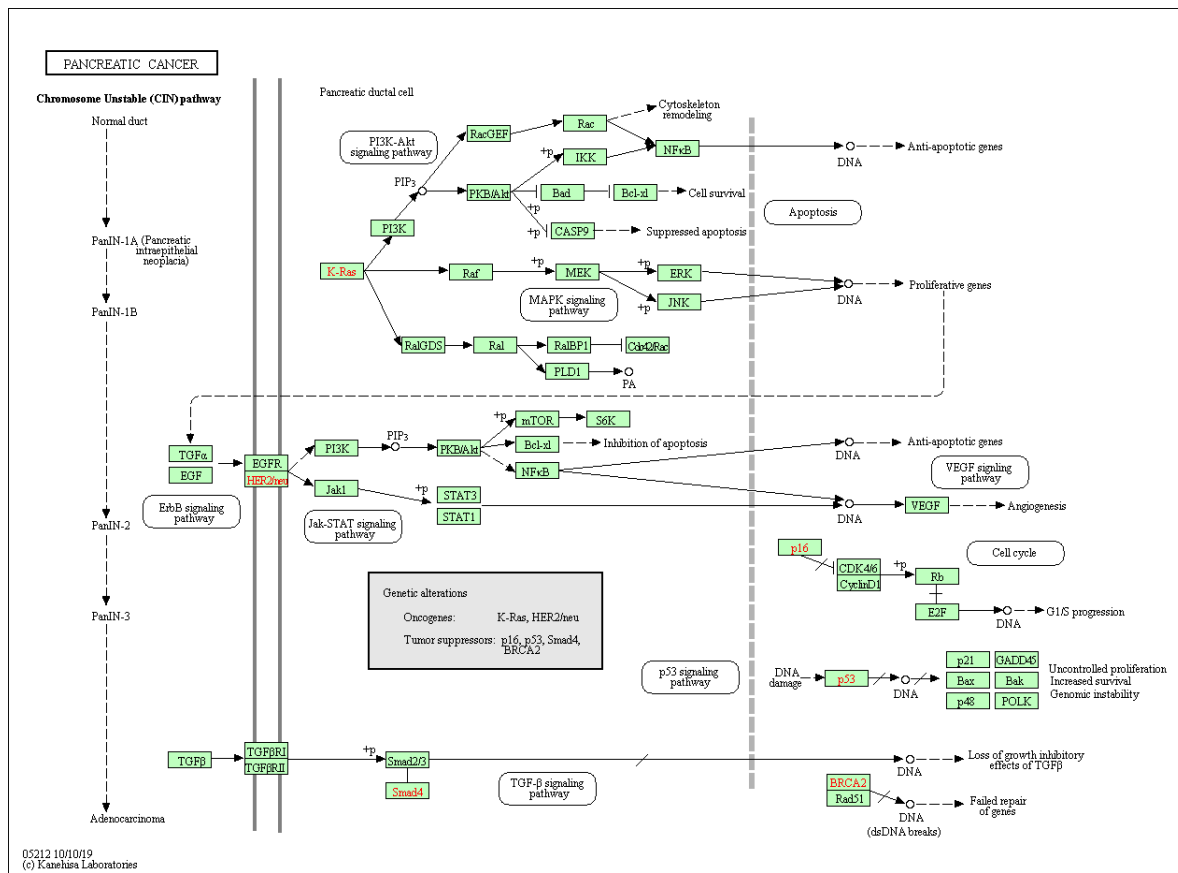 PANCREATIC CANCER
Chromosome Unstable (CIN) pathway
Normal duct
PanIN-1A (Pancreatic
intraepithelial
neoplacia)
PanIN-1B
PanIN-2
PanIN-3
Adenocarcinoma
Pancreatic ductal cell
PI3K-Akt
signaling pathway
RacGEF
Rac
Cytoskeleton
remodeling
+p
IKK
NFκB
DNA
Anti-apoptotic genes
PIP3
PKB/Akt
Bad
Bcl-xl
Cell survival
+p
+p
CASP9
Suppressed apoptosis
Apoptosis
PI3K
K-Ras
Raf
+p
MEK
+p
ERK
+p
JNK
DNA
Proliferative genes
MAPK signaling
pathway
RalGDS
Ral
RalBP1
Cdc42/Rac
PLD1
PA
TGFα
EGF
EGFR
HER2/neu
ErbB signaling
pathway
PI3K
PIP3
PKB/Akt
+p
mTOR
S6K
Bcl-xl
Inhibition of apoptosis
NFκB
DNA
Anti-apoptotic genes
VEGF signling
pathway
Jak1
+p
STAT3
STAT1
DNA
VEGF
Angiogenesis
Jak-STAT signaling
pathway
p16
CDK4/6
CyclinD1
+p
Rb
E2F
DNA
G1/S progression
Cell cycle
Genetic alterations
Oncogenes: K-Ras, HER2/neu
Tumor suppressors: p16, p53, Smad4,
BRCA2
p53 signaling
pathway
DNA
damage
p53
DNA
p21
GADD45
Bax
Bak
p48
POLK
Uncontrolled proliferation
Increased survival
Genomic instability
TGFβ
TGFβRI
TGFβRII
+p
Smad2/3
Smad4
TGF-β signaling
pathway
DNA
Loss of growth inhibitory
effects of TGFβ
BRCA2
Rad51
DNA
(dsDNA breaks)
Failed repair
of genes
05212 10/10/19
(c) Kanehisa Laboratories